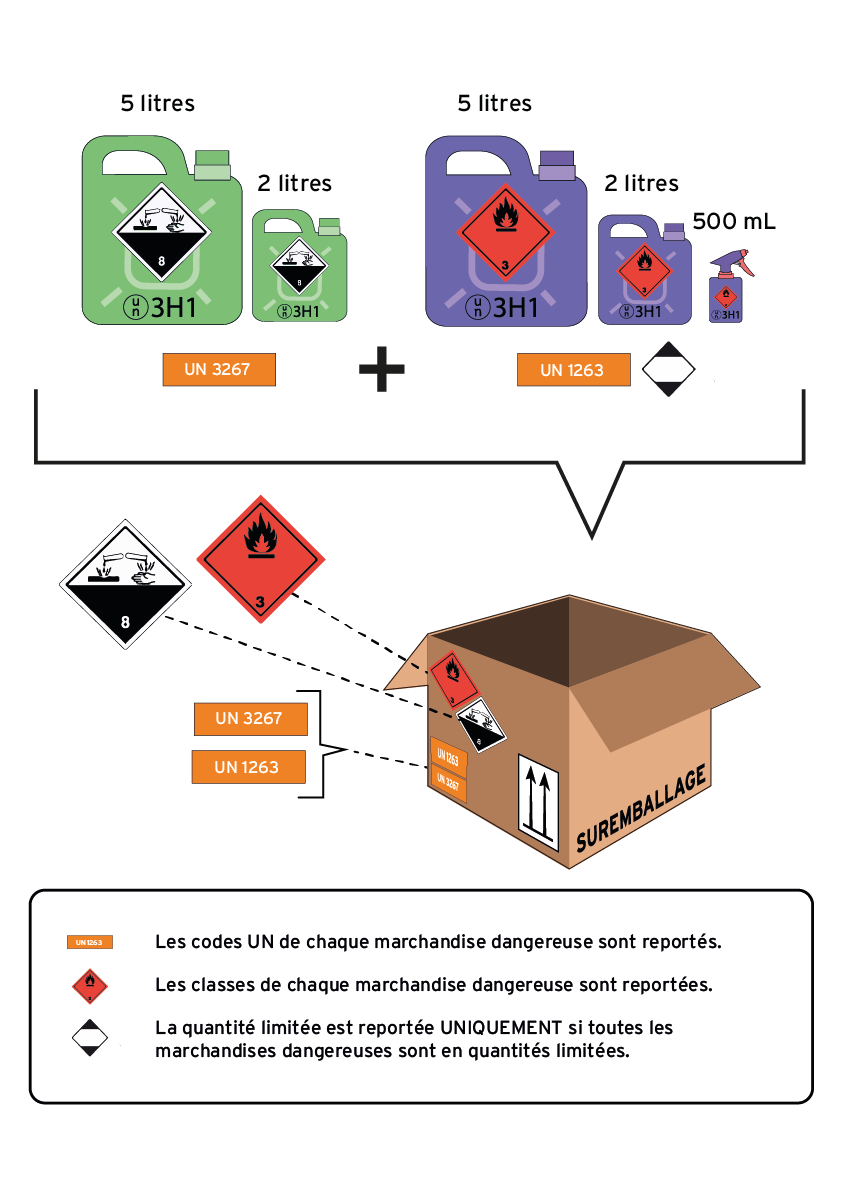 5 litres
5 litres
2 litres
2 litres
500 mL
8
8
3
3
un 3H1
un 3H1
un 3H1
un 3H1
un 3H1
UN 3267
UN 1263
8
3
3
8
UN 3267
UN 1263
UN 1263
UN 3267
SUREMBALLAGE
UN 1263
Les codes UN de chaque marchandise dangereuse sont reportés.
3
Les classes de chaque marchandise dangereuse sont reportées.
La quantité limitée est reportée UNIQUEMENT si toutes les
marchandises dangereuses sont en quantités limitées.